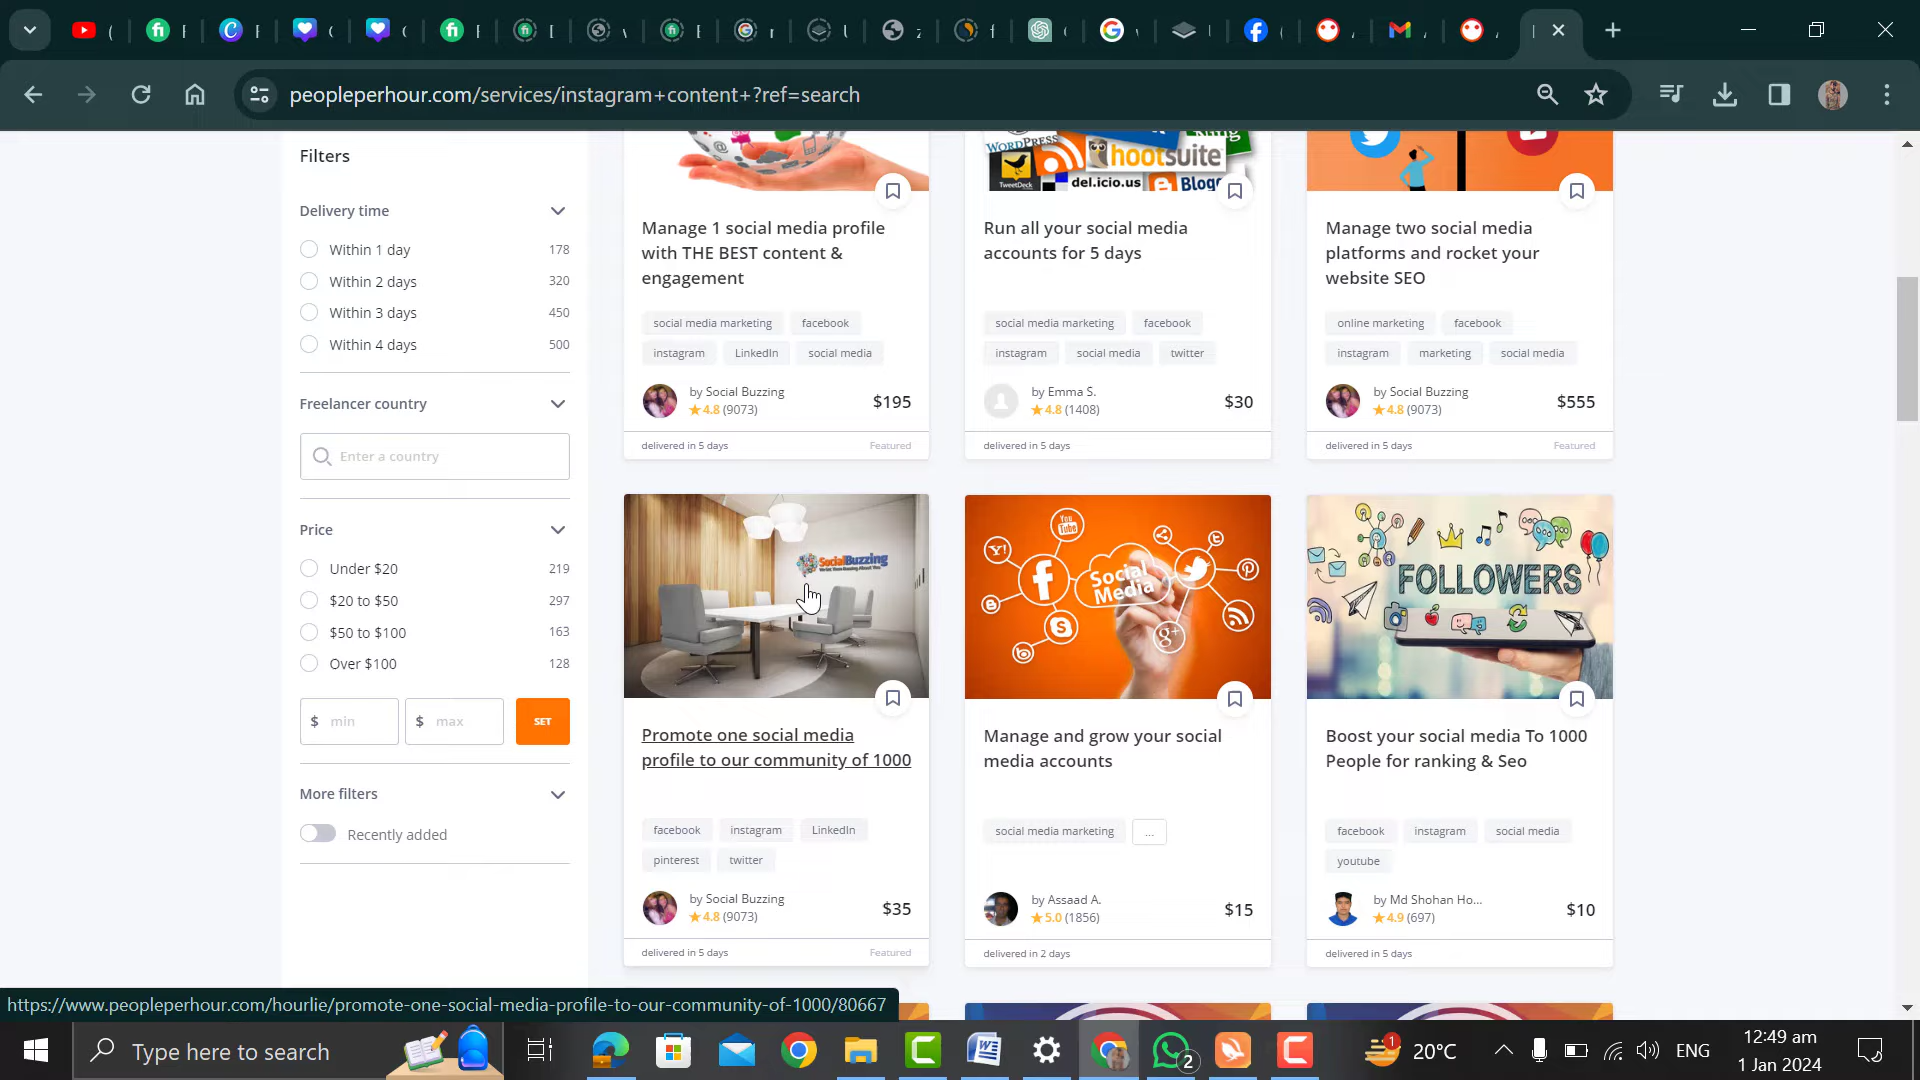 peopleperhour.com/services/instagram+content+?ref=search
Filters
Delivery time
Within 1 day 178
Within 2 days 320
Within 3 days 450
Within 4 days 500
Freelancer country
Enter a country
Price
Under $20 219
$20 to $50 297
$50 to $100 163
Over $100 128
$ min $ max SET
More filters
Recently added
Manage 1 social media profile
with THE BEST content &
engagement
social media marketing facebook
instagram LinkedIn social media
by Social Buzzing
4.8 (9073) $195
delivered in 5 days Featured
WORDPRESS
hootsuite
TweetDeck
del.icio.us
Run all your social media
accounts for 5 days
social media marketing facebook
instagram social media twitter
by Emma S.
4.8 (1408) $30
delivered in 5 days
Manage two social media
platforms and rocket your
website SEO
online marketing facebook
instagram marketing social media
by Social Buzzing
4.8 (9073) $555
delivered in 5 days Featured
SocialBuzzing
Promote one social media
profile to our community of 1000
facebook instagram LinkedIn
pinterest twitter
by Social Buzzing
4.8 (9073) $35
delivered in 5 days Featured
You
Tube
Y!
Social
Media
g+
Manage and grow your social
media accounts
social media marketing ...
by Assaad A.
5.0 (1856) $15
delivered in 2 days
FOLLOWERS
Boost your social media To 1000
People for ranking & Seo
facebook instagram social media
youtube
by Md Shohan Ho...
4.9 (697) $10
delivered in 5 days
https://www.peopleperhour.com/hourlie/promote-one-social-media-profile-to-our-community-of-1000/80667
Type here to search
2
1
20°C
ENG
12:49 am
1 Jan 2024